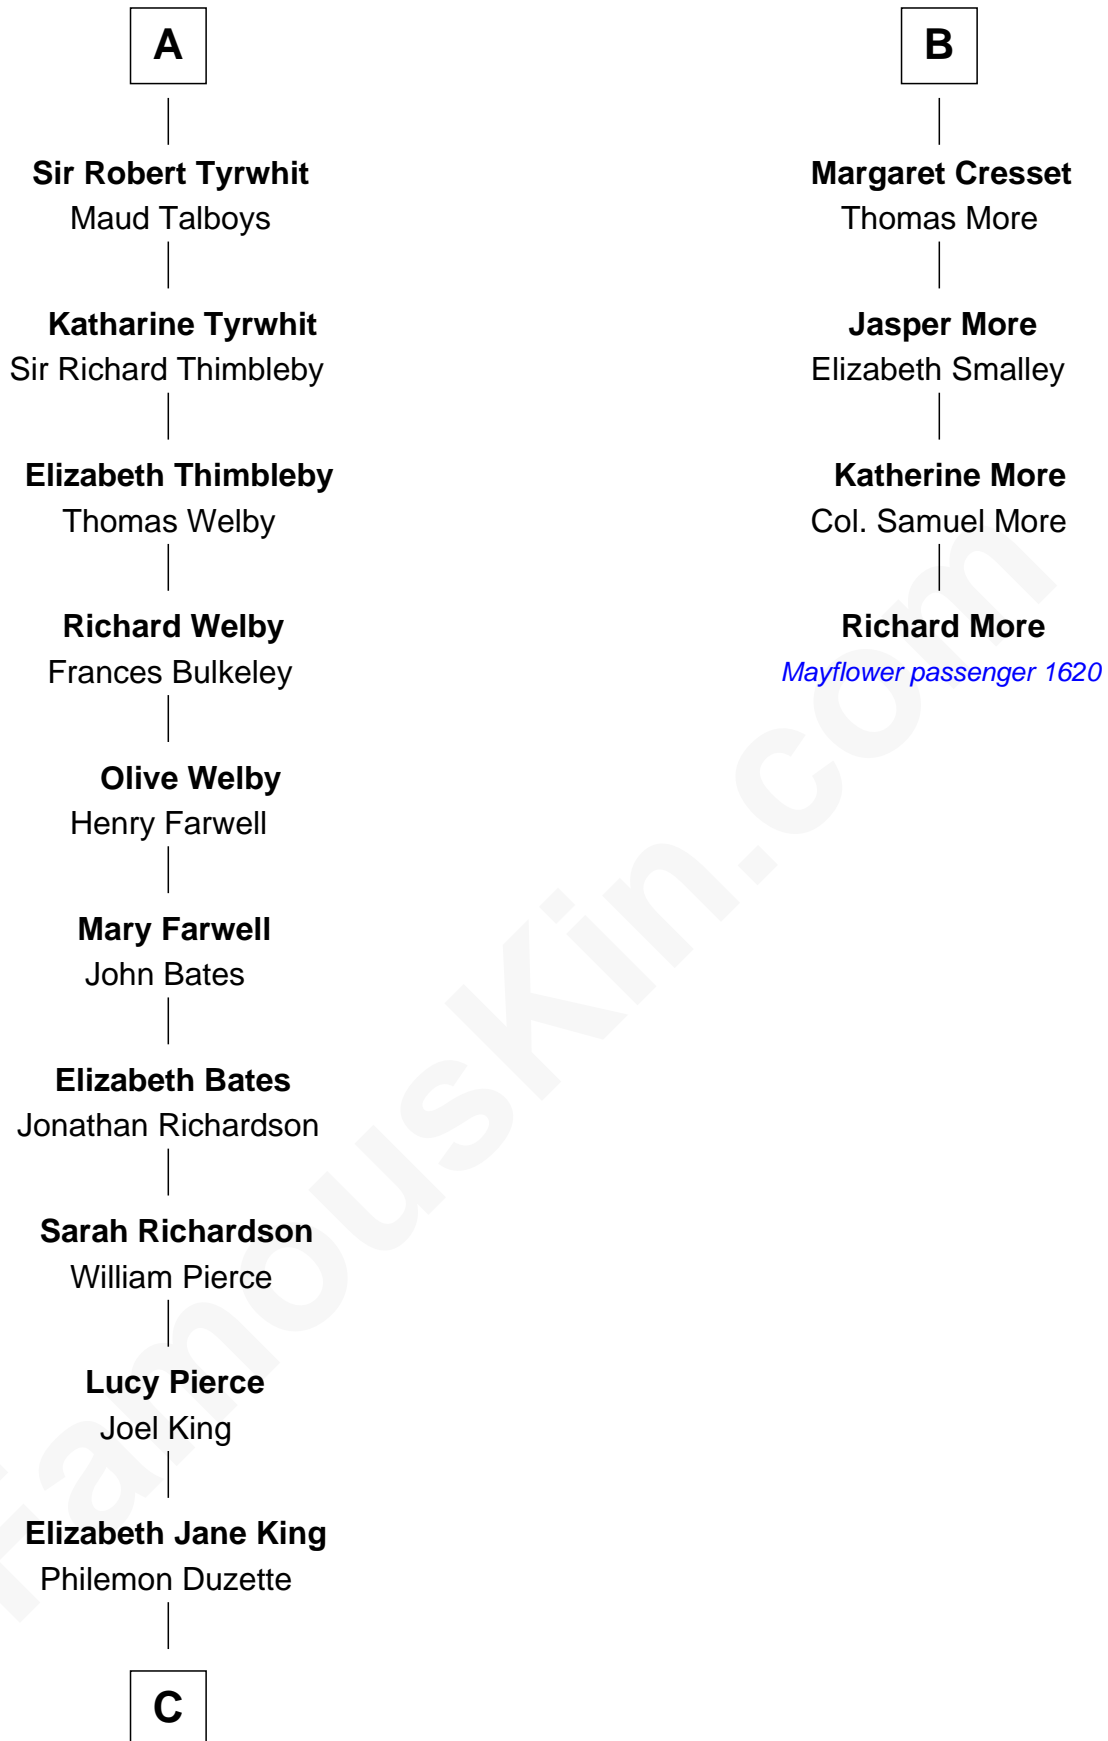 A
Sir Robert Tyrwhit
Maud Talboys
Katharine Tyrwhit
Sir Richard Thimbleby
Elizabeth Thimbleby
Thomas Welby
Richard Welby
Frances Bulkeley
Olive Welby
Henry Farwell
Mary Farwell
John Bates
Elizabeth Bates
Jonathan Richardson
Sarah Richardson
William Pierce
Lucy Pierce
Joel King
Elizabeth Jane King
Philemon Duzette
C
B
Margaret Cresset
Thomas More
Jasper More
Elizabeth Smalley
Katherine More
Col. Samuel More
Richard More
Mayflower passenger 1620
FamousKin.com